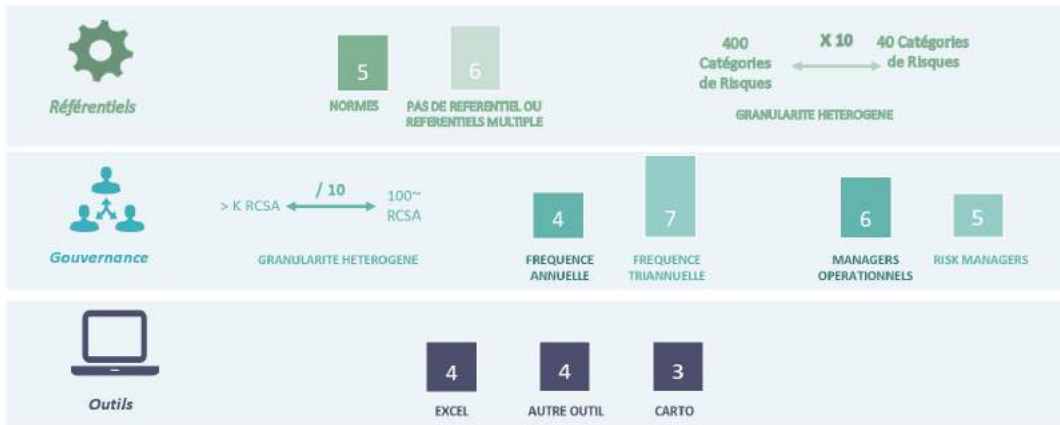 Référentiels
5
NORMES
6
PAS DE REFERENTIEL OU
REFERENTIELS MULTIPLE
400
Catégories
de Risques
X 10
40 Catégories
de Risques
GRANULARITE HETEROGENE
Gouvernance
> K RCSA
/ 10
100~
RCSA
GRANULARITE HETEROGENE
4
FREQUENCE
ANNUELLE
7
FREQUENCE
TRIANNUELLE
6
MANAGERS
OPERATIONNELS
5
RISK MANAGERS
Outils
4
EXCEL
4
AUTRE OUTIL
3
CARTO